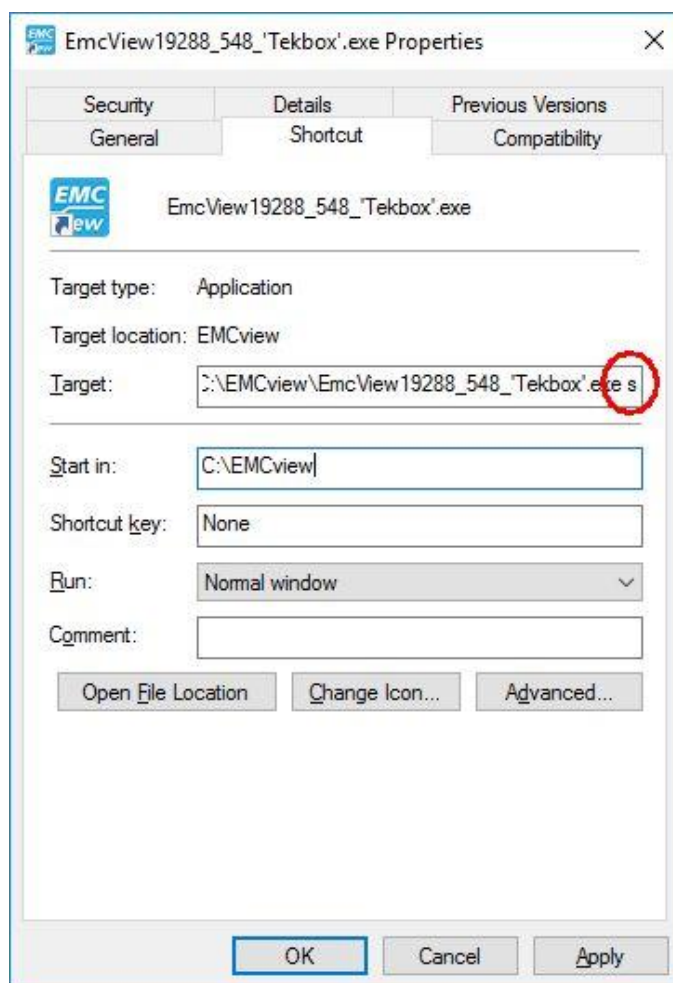 EmcView19288_548_'Tekbox'.exe Properties
Security Details Previous Versions
General Shortcut Compatibility
EMC
iew
EmcView19288_548_'Tekbox'.exe
Target type: Application
Target location: EMCview
Target: :\EMCview\EmcView19288_548_'Tekbox'.exe s
Start in: C:\EMCview
Shortcut key: None
Run: Normal window
Comment:
Open File Location Change Icon... Advanced...
OK Cancel Apply